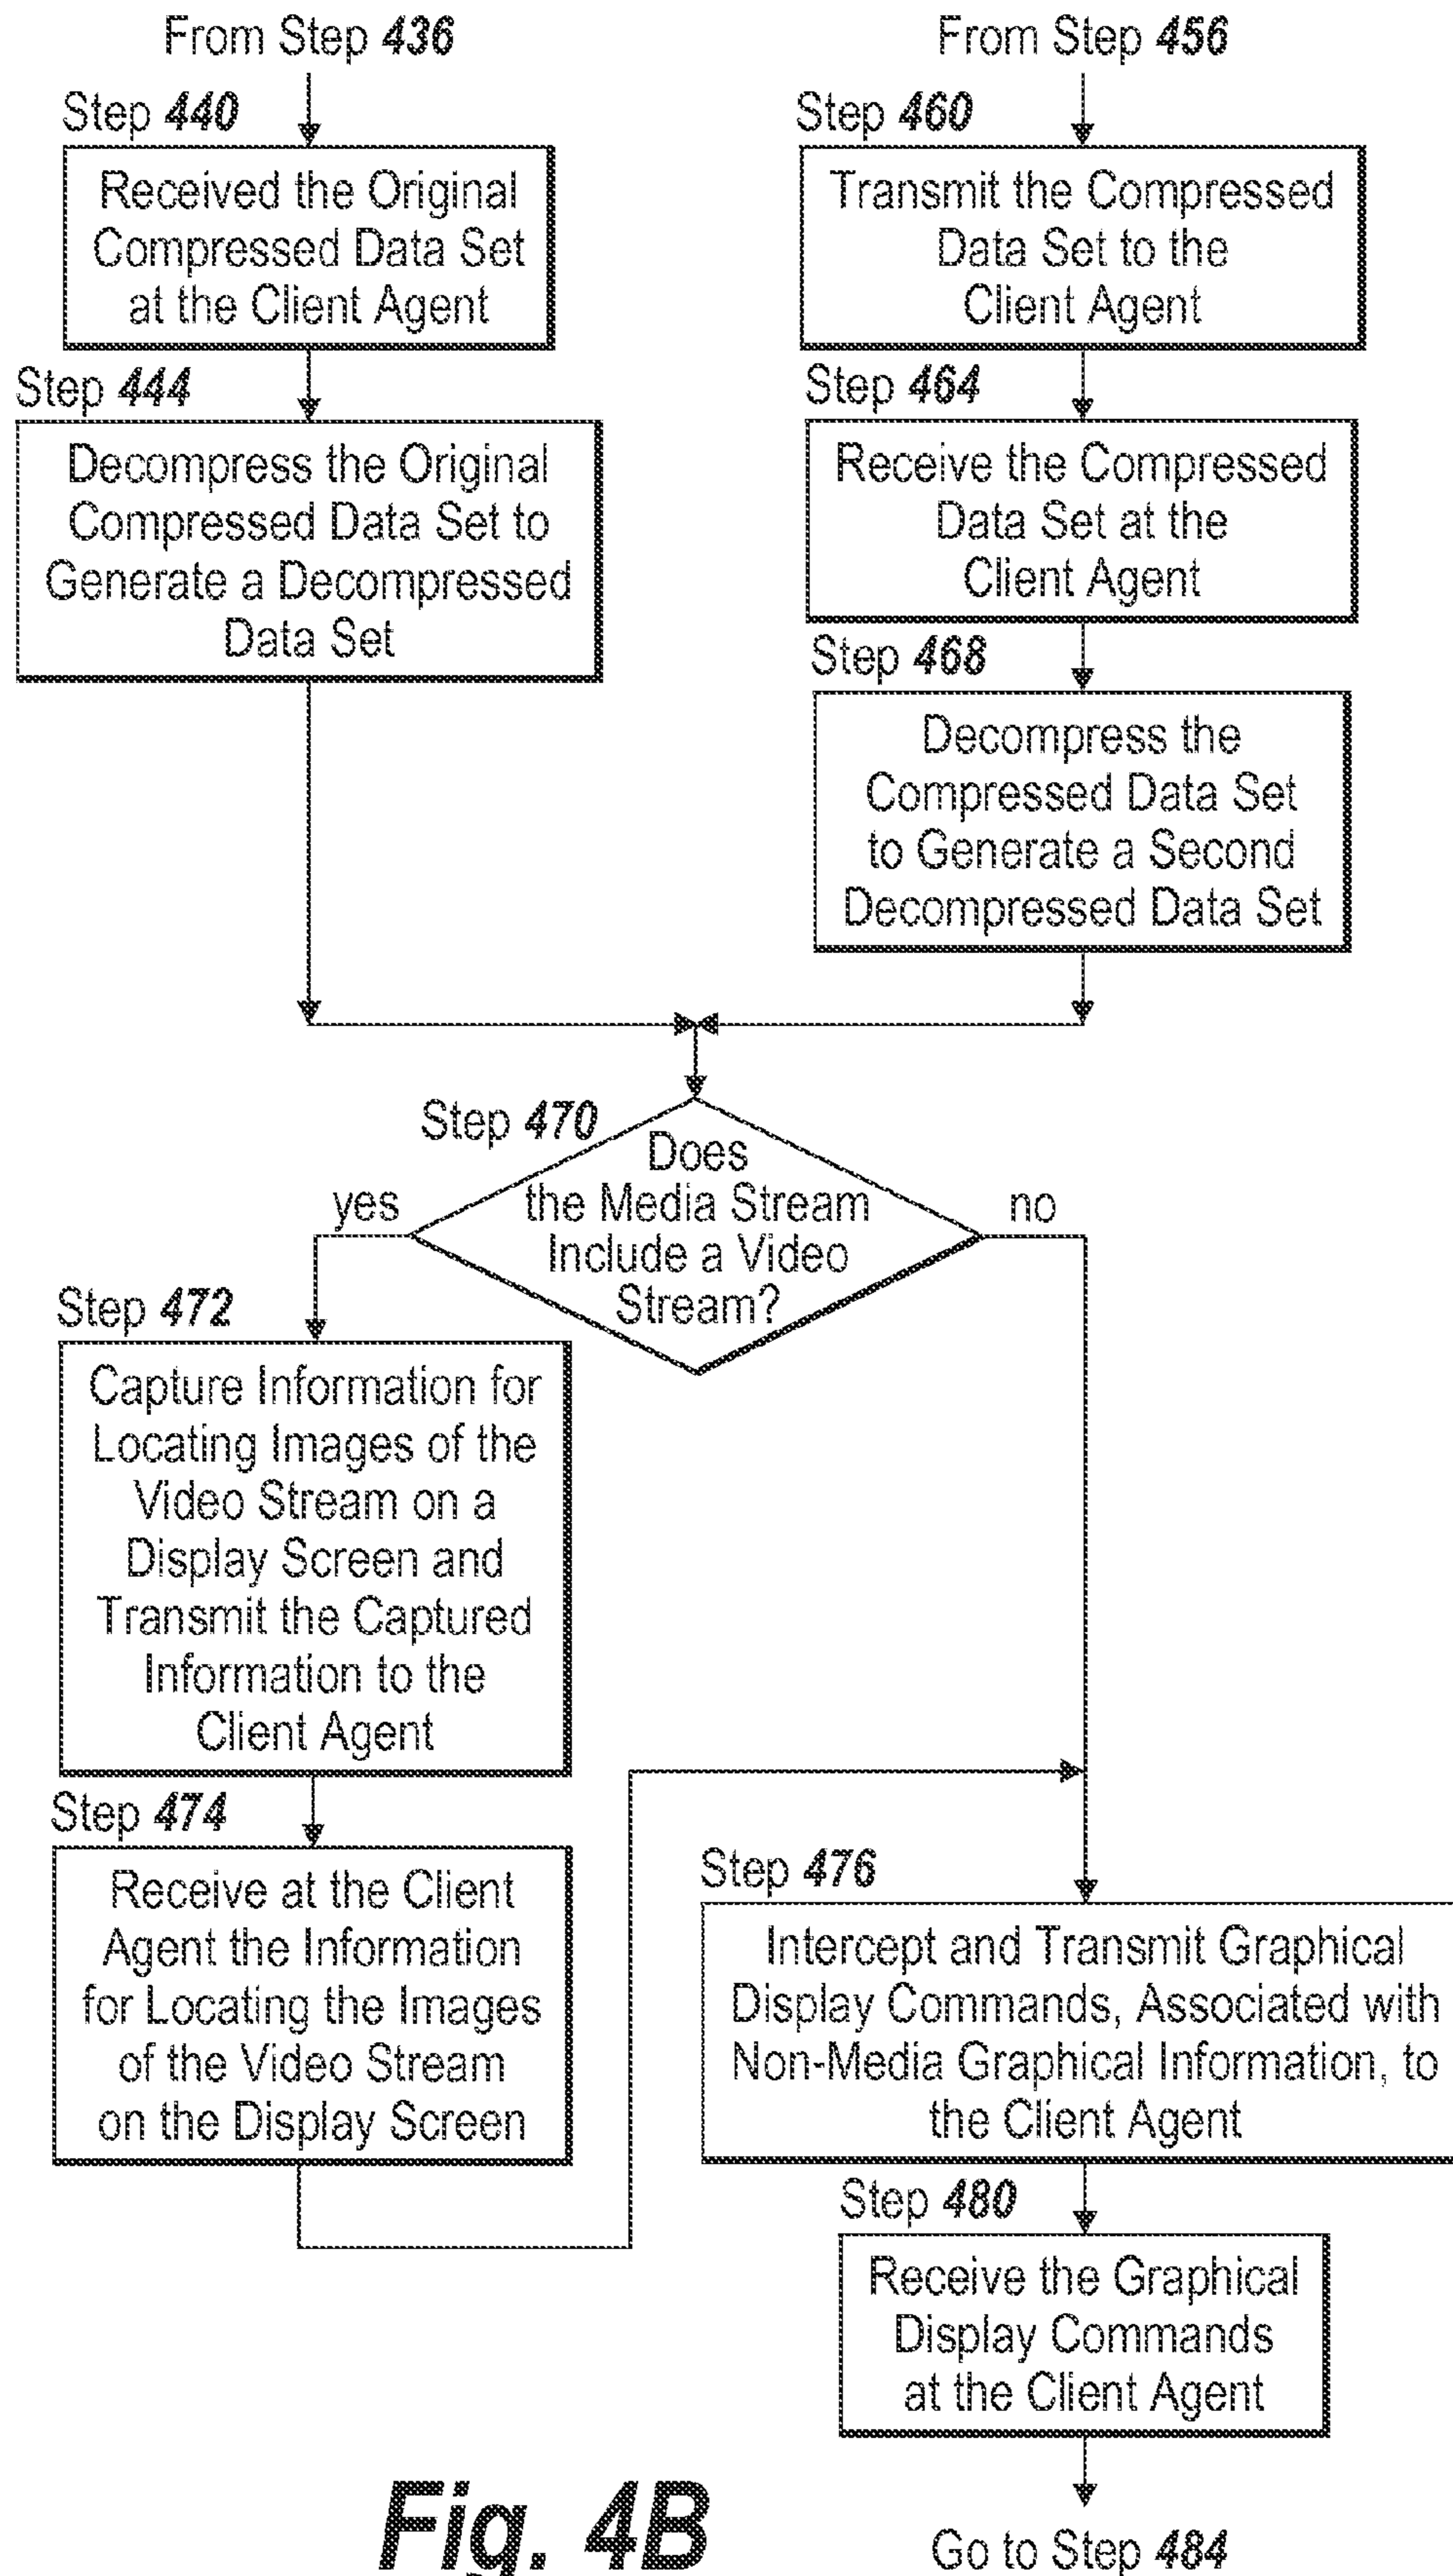 From Step 436
Step 440
Received the Original
Compressed Data Set
at the Client Agent
Step 444
Decompress the Original
Compressed Data Set to
Generate a Decompressed
Data Set
From Step 456
Step 460
Transmit the Compressed
Data Set to the
Client Agent
Step 464
Receive the Compressed
Data Set at the
Client Agent
Step 468
Decompress the
Compressed Data Set
to Generate a Second
Decompressed Data Set
Step 470
Does
the Media Stream
Include a Video
Stream?
yes
no
Step 472
Capture Information for
Locating Images of the
Video Stream on a
Display Screen and
Transmit the Captured
Information to the
Client Agent
Step 474
Receive at the Client
Agent the Information
for Locating the Images
of the Video Stream
on the Display Screen
Step 476
Intercept and Transmit Graphical
Display Commands, Associated with
Non-Media Graphical Information, to
the Client Agent
Step 480
Receive the Graphical
Display Commands
at the Client Agent
Go to Step 484
Fig. 4B